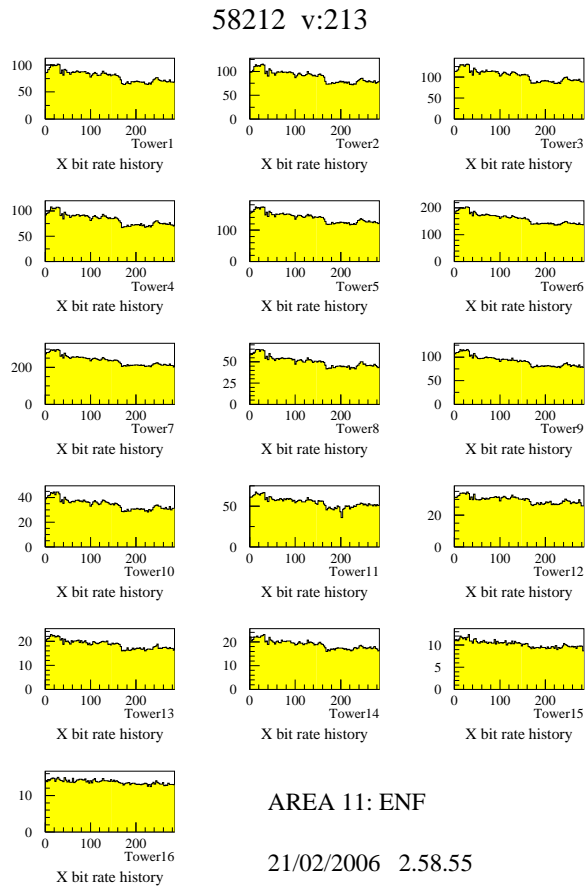 58212 v:213
100
50
0
0 100 200
Tower1
X bit rate history
100
50
0
0 100 200
Tower2
X bit rate history
100
50
0
0 100 200
Tower3
X bit rate history
100
50
0
0 100 200
Tower4
X bit rate history
100
0
0 100 200
Tower5
X bit rate history
200
100
0
0 100 200
Tower6
X bit rate history
200
0
0 100 200
Tower7
X bit rate history
50
25
0
0 100 200
Tower8
X bit rate history
100
50
0
0 100 200
Tower9
X bit rate history
40
20
0
0 100 200
Tower10
X bit rate history
50
0
0 100 200
Tower11
X bit rate history
20
0
0 100 200
Tower12
X bit rate history
20
10
0
0 100 200
Tower13
X bit rate history
20
10
0
0 100 200
Tower14
X bit rate history
10
5
0
0 100 200
Tower15
X bit rate history
10
0
0 100 200
Tower16
X bit rate history
AREA 11: ENF
21/02/2006 2.58.55